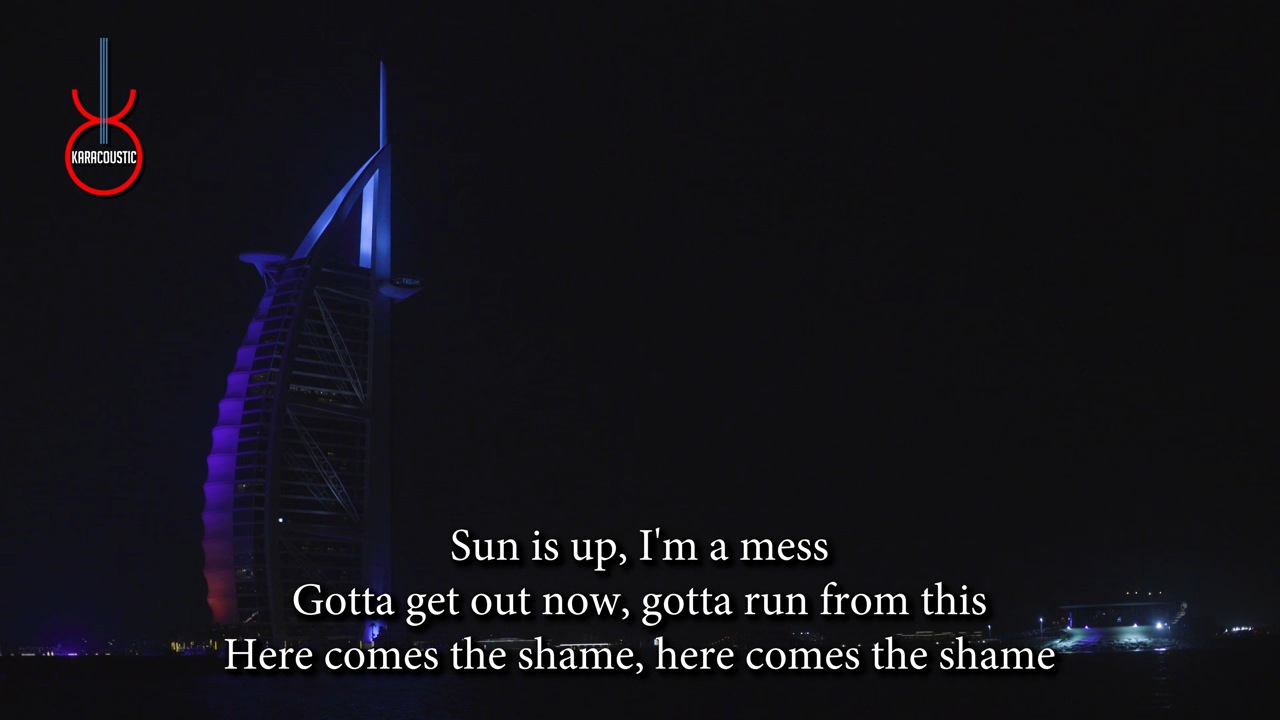 KARACOUSTIC
Sun is up, I'm a mess
Gotta get out now, gotta run from this
Here comes the shame, here comes the shame